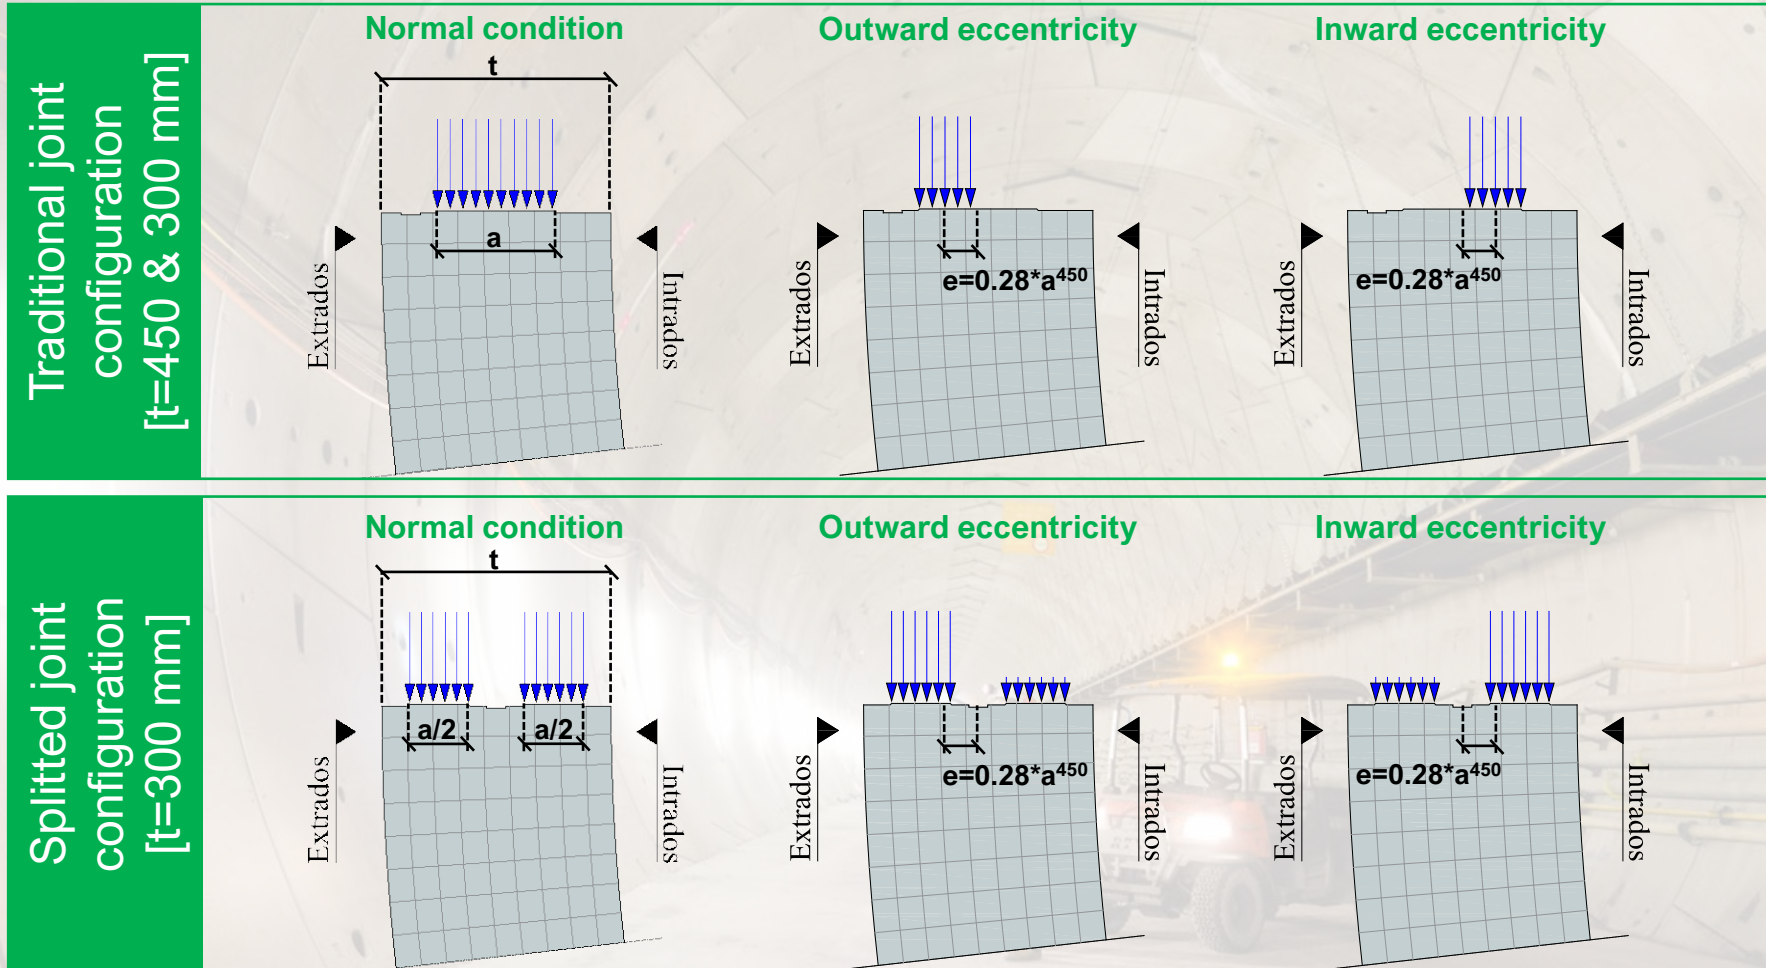 Traditional joint
configuration
[t=450 & 300 mm]
Normal condition
Outward eccentricity
Inward eccentricity
t
a
Extrados
Intrados
e=0.28*a⁴⁵⁰
Extrados
Intrados
e=0.28*a⁴⁵⁰
Extrados
Intrados
Splitted joint
configuration
[t=300 mm]
Normal condition
Outward eccentricity
Inward eccentricity
t
a/2
a/2
Extrados
Intrados
e=0.28*a⁴⁵⁰
Extrados
Intrados
e=0.28*a⁴⁵⁰
Extrados
Intrados